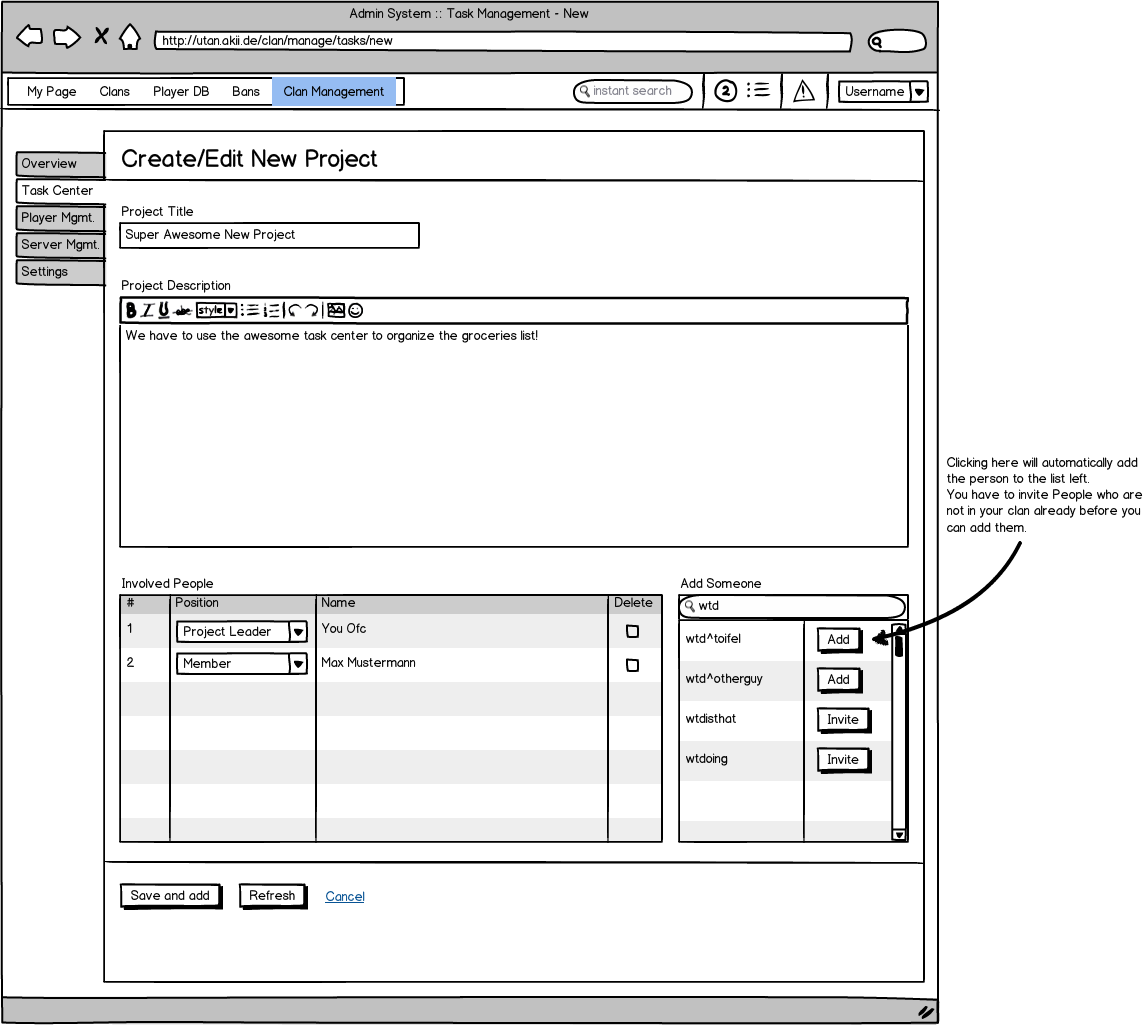 Admin System :: Task Management - New
http://utan.akii.de/clan/manage/tasks/new
My Page Clans Player DB Bans Clan Management instant search 2 Username
Create/Edit New Project
Overview
Task Center
Player Mgmt.
Server Mgmt.
Settings
Project Title
Super Awesome New Project
Project Description
B I U abc style
We have to use the awesome task center to organize the groceries list!
Clicking here will automatically add
the person to the list left.
You have to invite People who are
not in your clan already before you
can add them.
Involved People
# Position Name Delete
1 Project Leader You Ofc
2 Member Max Mustermann
Add Someone
wtd
wtd^toifel Add
wtd^otherguy Add
wtdisthat Invite
wtdoing Invite
Save and add Refresh Cancel